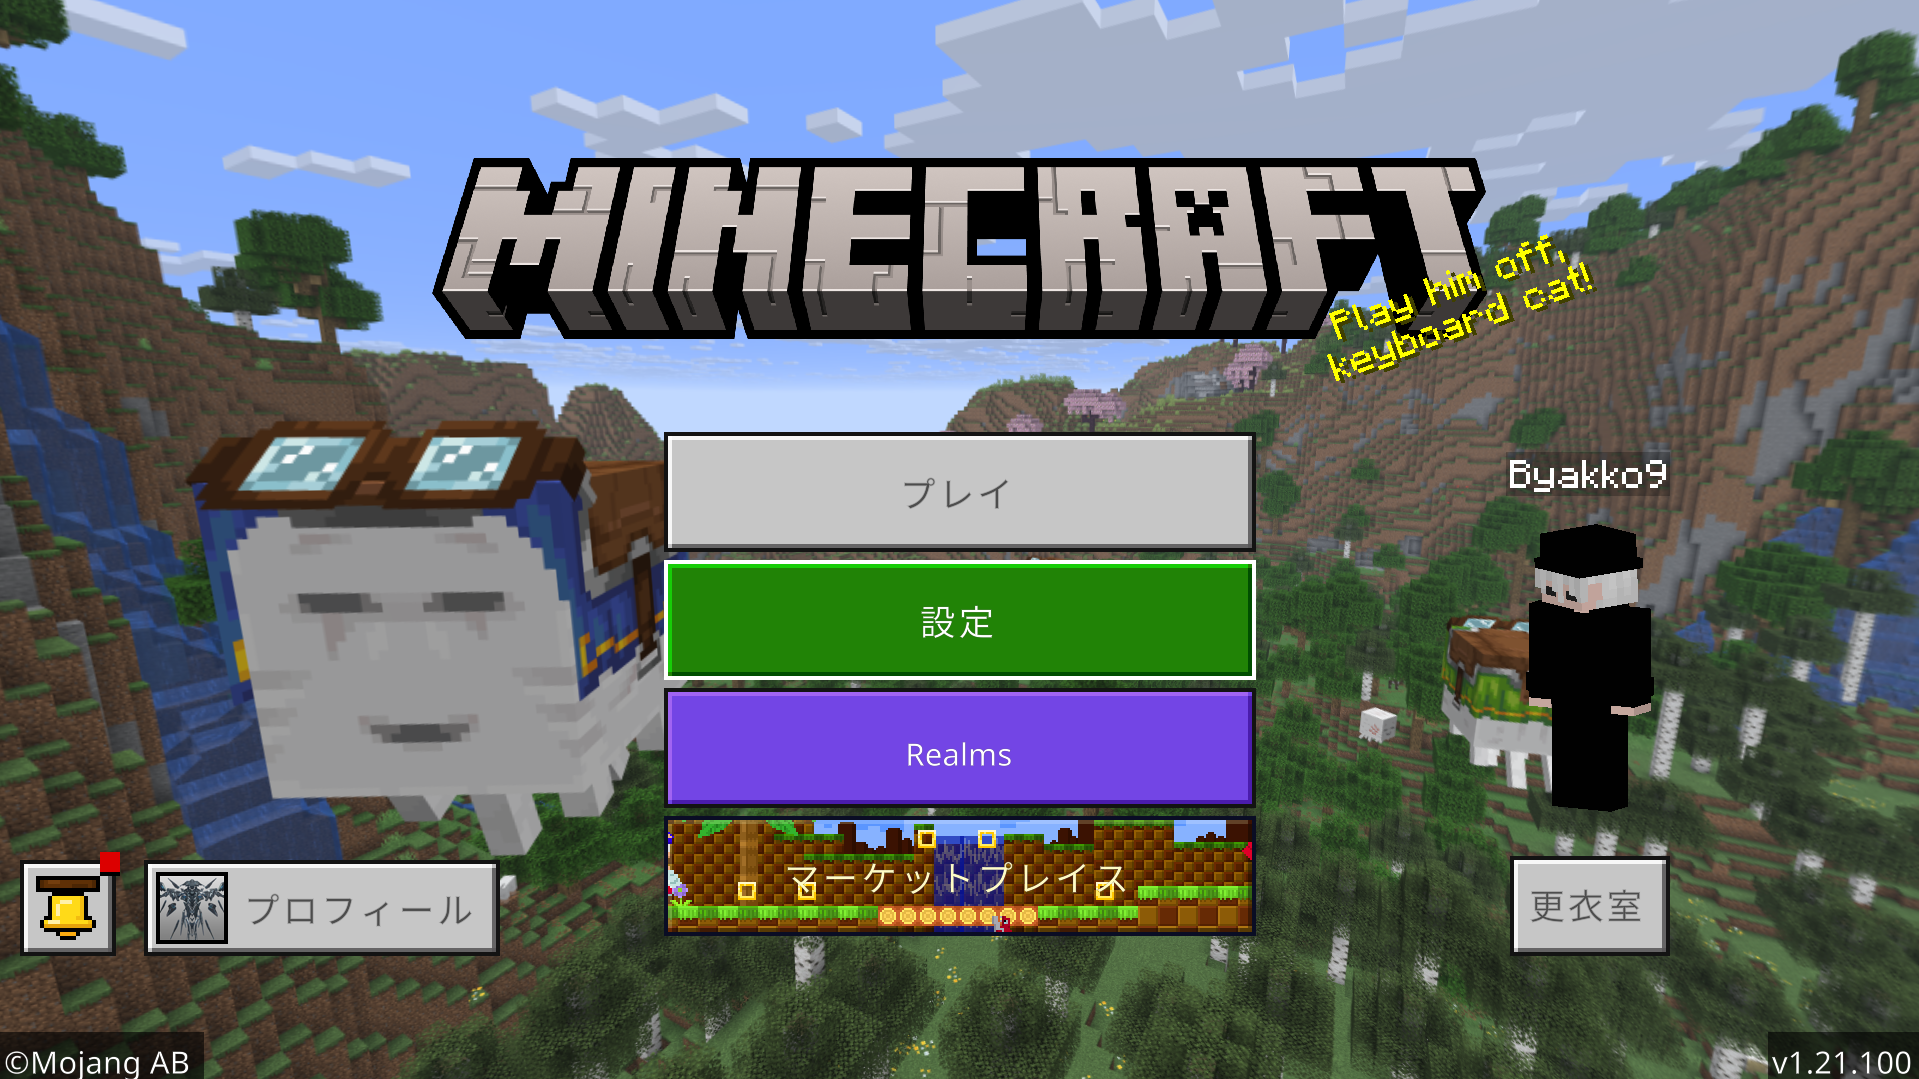 MINECRAFT
Play him off,
keyboard cat!
プレイ
Byakko9
設定
Realms
マーケットプレイス
プロフィール
更衣室
©Mojang AB
v1.21.100